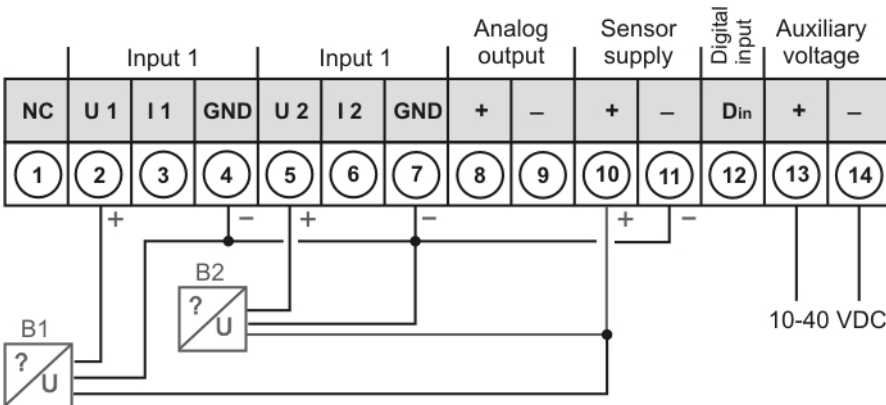 Input 1
Input 1
Analog output
Sensor supply
Digital input
Auxiliary voltage
NC U 1 I 1 GND U 2 I 2 GND + – + – Din + –
1 2 3 4 5 6 7 8 9 10 11 12 13 14
+ – + – + –
B2
? U
10-40 VDC
B1
? U